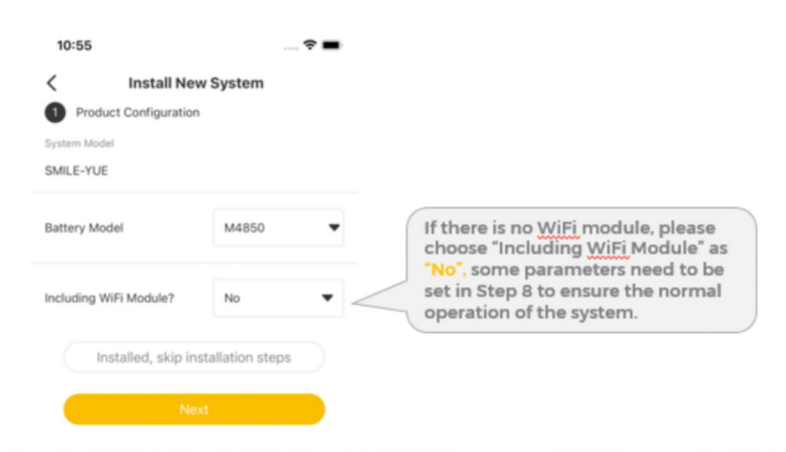 10:55
Install New System
1 Product Configuration
System Model
SMILE-YUE
Battery Model
M4850
Including WiFi Module?
No
Installed, skip installation steps
Next
If there is no WiFi module, please
choose “Including WiFi Module” as
“No”, some parameters need to be
set in Step 8 to ensure the normal
operation of the system.